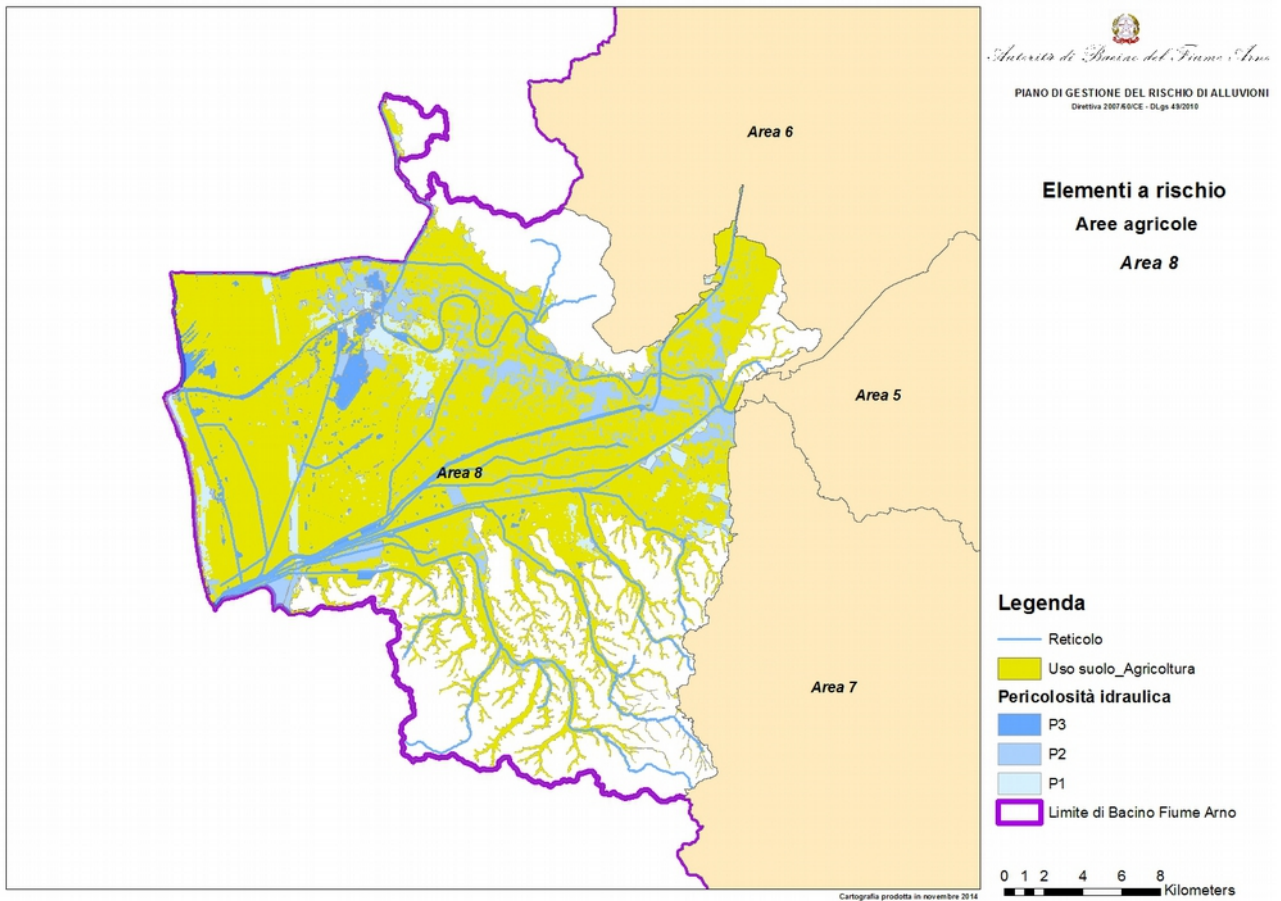 Autorità di Bacino del Fiume Arno
PIANO DI GESTIONE DEL RISCHIO DI ALLUVIONI
Direttiva 2007/60/CE - DLgs 49/2010
Elementi a rischio
Aree agricole
Area 8
Area 6
Area 5
Area 8
Area 7
Legenda
Reticolo
Uso suolo_Agricoltura
Pericolosità idraulica
P3
P2
P1
Limite di Bacino Fiume Arno
0 1 2 4 6 8
Kilometers
Cartografia prodotta in novembre 2014